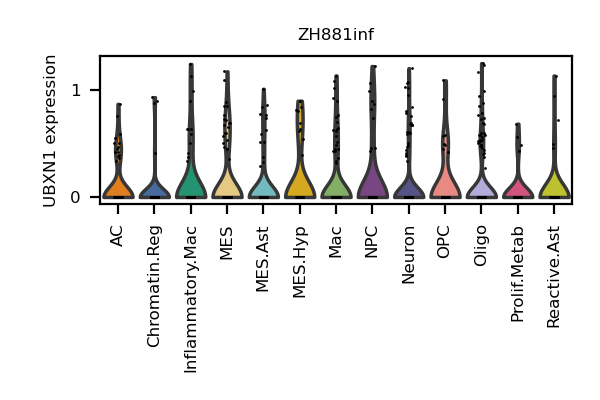 ZH881inf
UBXN1 expression
1
0
AC
Chromatin.Reg
Inflammatory.Mac
MES
MES.Ast
MES.Hyp
Mac
NPC
Neuron
OPC
Oligo
Prolif.Metab
Reactive.Ast